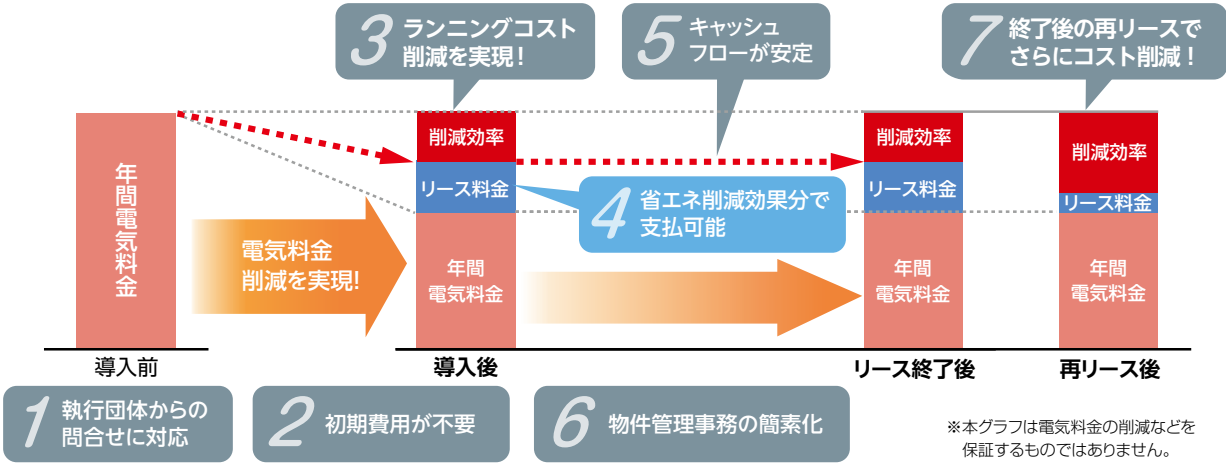 3 ランニングコスト
削減を実現!
5 キャッシュ
フローが安定
7 終了後の再リースで
さらにコスト削減!
年間電気料金
電気料金
削減を実現!
削減効率
リース料金
年間
電気料金
4 省エネ削減効果分で
支払可能
削減効率
リース料金
年間
電気料金
削減効率
リース料金
年間
電気料金
導入前
導入後
リース終了後
再リース後
1 執行団体からの
問合せに対応
2 初期費用が不要
6 物件管理事務の簡素化
※本グラフは電気料金の削減などを
保証するものではありません。